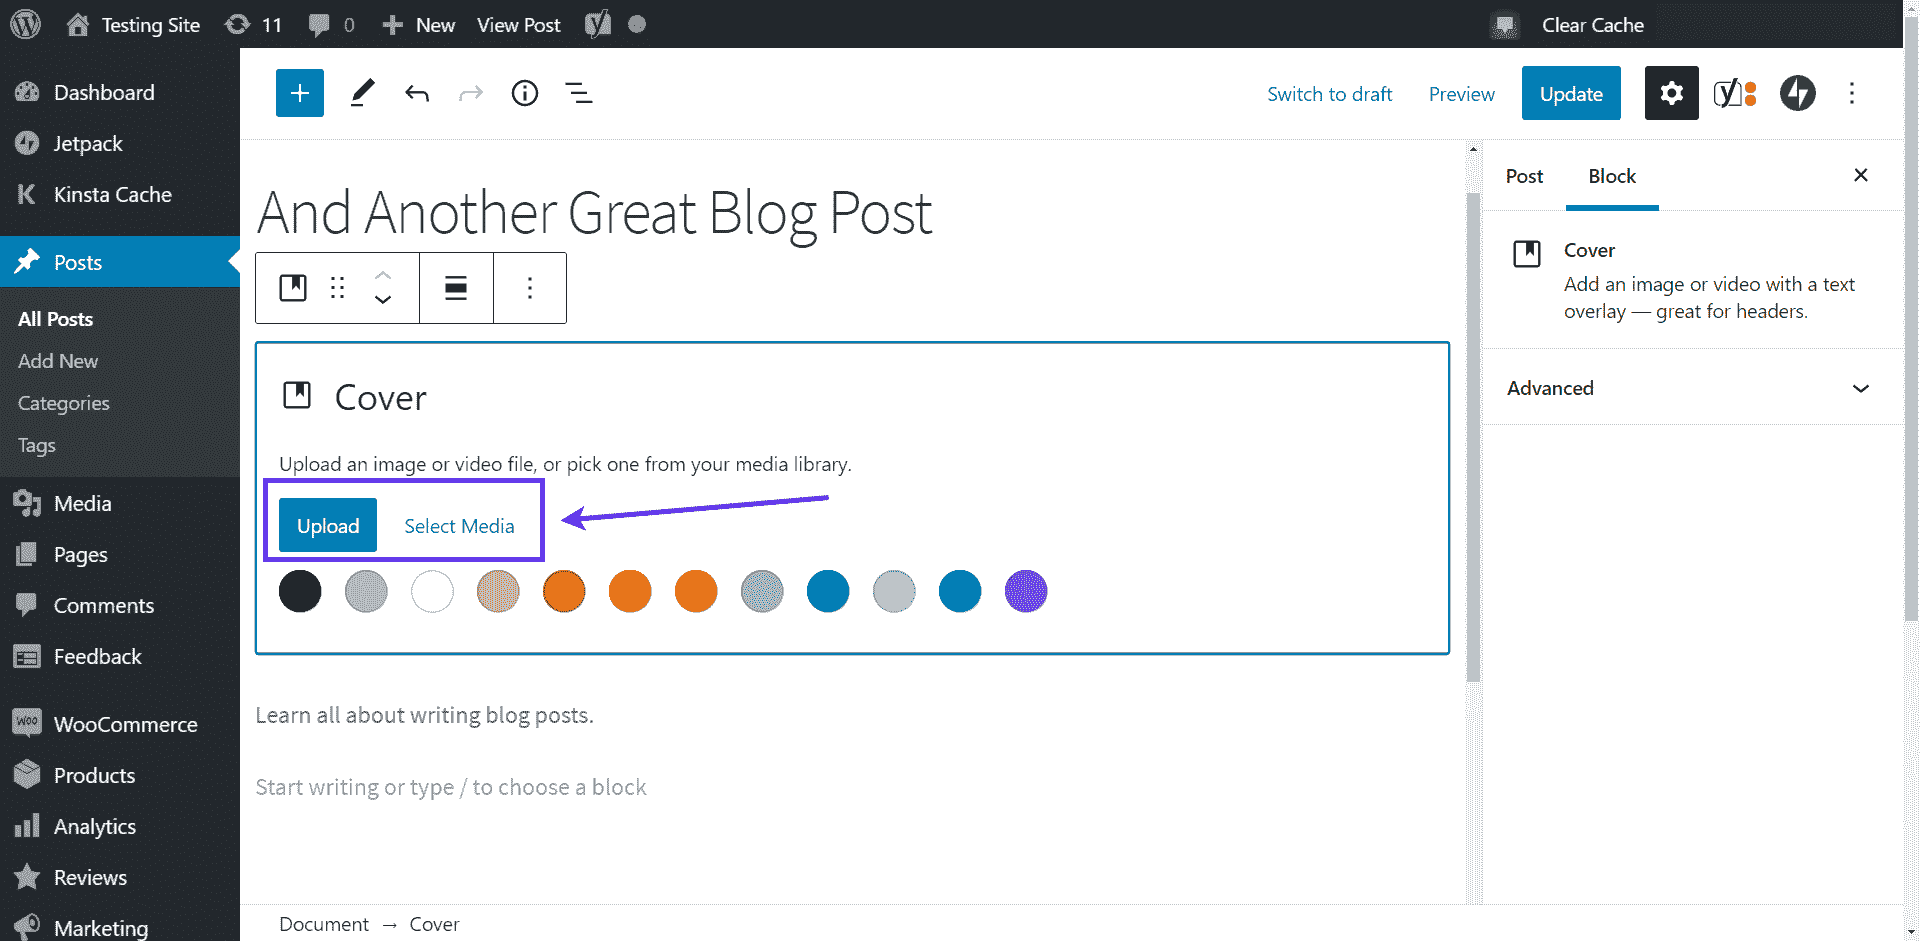 Testing Site 11 0 New View Post Clear Cache
Dashboard
Jetpack
Kinsta Cache
Posts
All Posts
Add New
Categories
Tags
Media
Pages
Comments
Feedback
WOO WooCommerce
Products
Analytics
Reviews
Marketing
Switch to draft Preview Update
And Another Great Blog Post
Cover
Upload an image or video file, or pick one from your media library.
Upload Select Media
Learn all about writing blog posts.
Start writing or type / to choose a block
Document → Cover
Post Block
Cover
Add an image or video with a text
overlay — great for headers.
Advanced